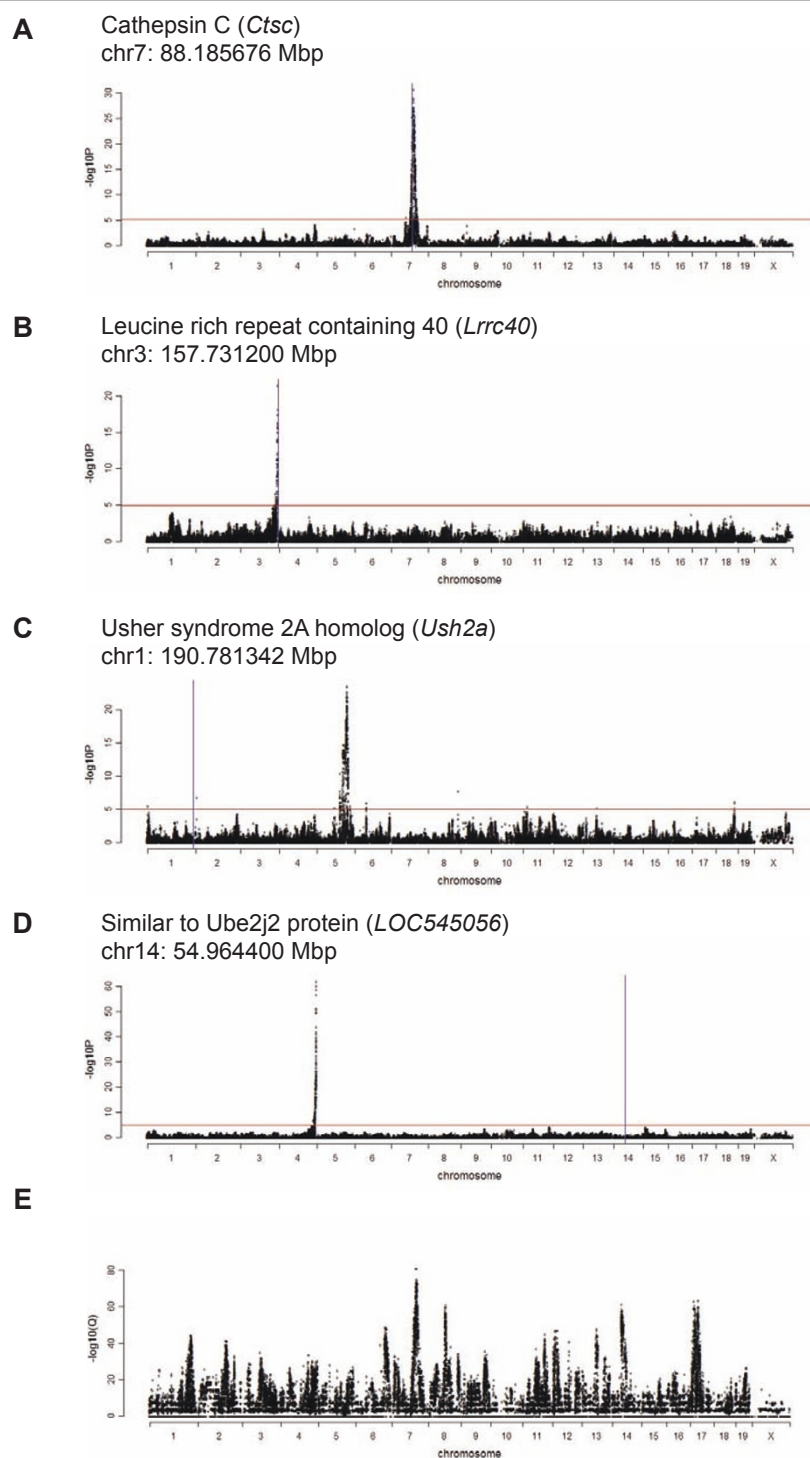 A
Cathepsin C (Ctsc)
chr7: 88.185676 Mbp
-log10P
30
25
20
15
10
5
0
1 2 3 4 5 6 7 8 9 10 11 12 13 14 15 16 17 18 19 X
chromosome
B
Leucine rich repeat containing 40 (Lrrc40)
chr3: 157.731200 Mbp
-log10P
20
15
10
5
0
1 2 3 4 5 6 7 8 9 10 11 12 13 14 15 16 17 18 19 X
chromosome
C
Usher syndrome 2A homolog (Ush2a)
chr1: 190.781342 Mbp
-log10P
20
15
10
5
0
1 2 3 4 5 6 7 8 9 10 11 12 13 14 15 16 17 18 19 X
chromosome
D
Similar to Ube2j2 protein (LOC545056)
chr14: 54.964400 Mbp
-log10P
60
50
40
30
20
10
0
1 2 3 4 5 6 7 8 9 10 11 12 13 14 15 16 17 18 19 X
chromosome
E
-log10(Q)
80
60
40
20
0
1 2 3 4 5 6 7 8 9 10 11 12 13 14 15 16 17 18 19 X
chromosome